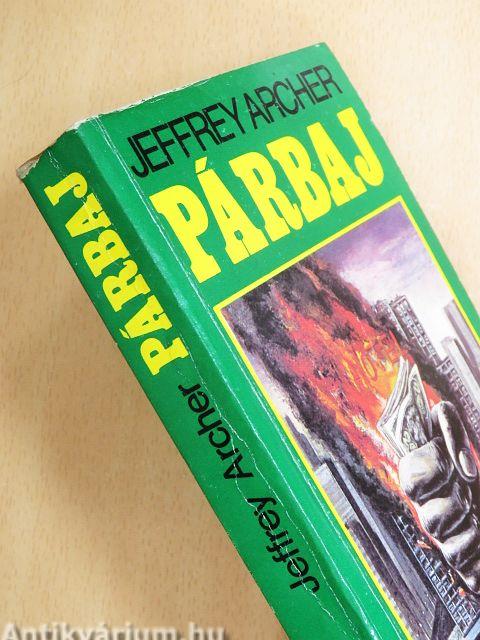 JEFFREY ARCHER
PÁRBAJ
Jeffrey Archer PÁRBAJ
Antikvárium.hu